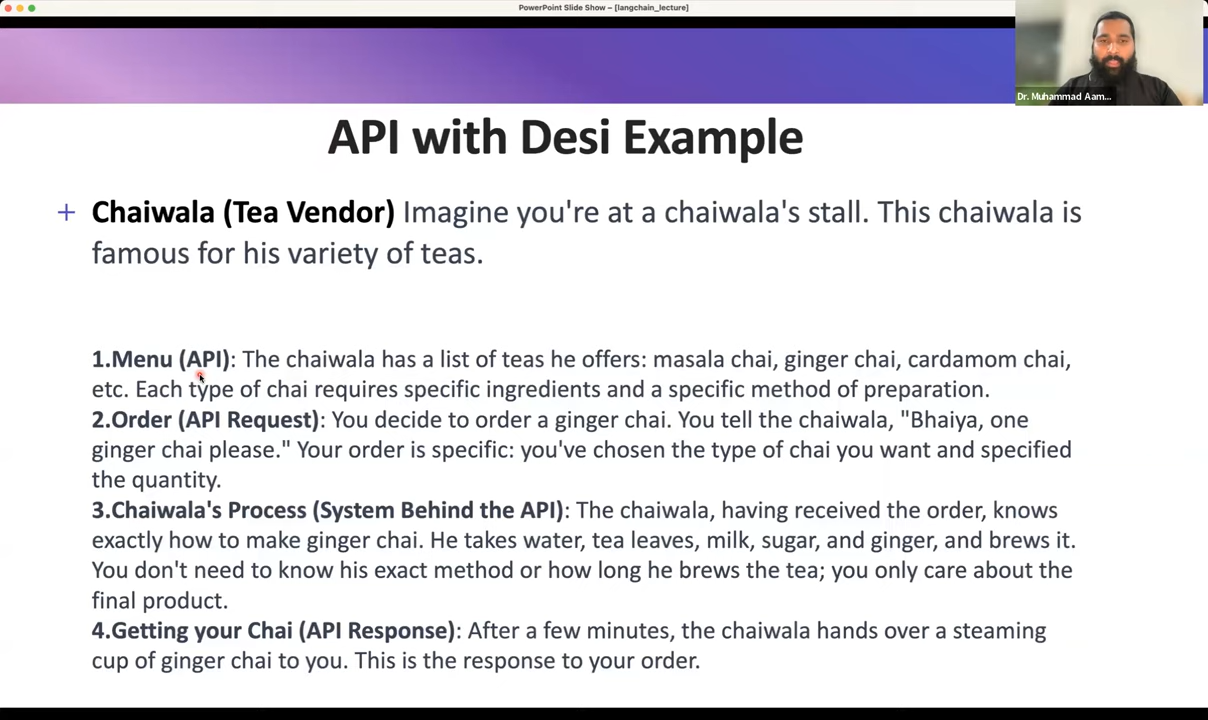 PowerPoint Slide Show – [langchain_lecture]
Dr. Muhammad Aam...
API with Desi Example
+ Chaiwala (Tea Vendor) Imagine you're at a chaiwala's stall. This chaiwala is
famous for his variety of teas.
1.Menu (API): The chaiwala has a list of teas he offers: masala chai, ginger chai, cardamom chai,
etc. Each type of chai requires specific ingredients and a specific method of preparation.
2.Order (API Request): You decide to order a ginger chai. You tell the chaiwala, "Bhaiya, one
ginger chai please." Your order is specific: you've chosen the type of chai you want and specified
the quantity.
3.Chaiwala's Process (System Behind the API): The chaiwala, having received the order, knows
exactly how to make ginger chai. He takes water, tea leaves, milk, sugar, and ginger, and brews it.
You don't need to know his exact method or how long he brews the tea; you only care about the
final product.
4.Getting your Chai (API Response): After a few minutes, the chaiwala hands over a steaming
cup of ginger chai to you. This is the response to your order.